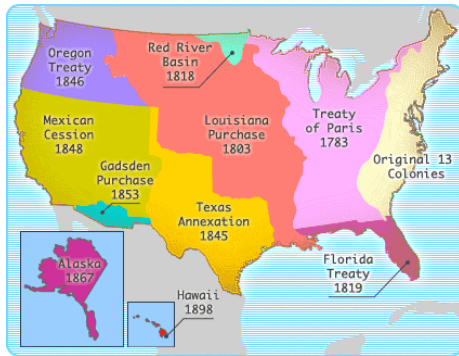 Oregon
Treaty
1846
Red River
Basin
1818
Mexican
Cession
1848
Louisiana
Purchase
1803
Treaty
of Paris
1783
Original 13
Colonies
Gadsden
Purchase
1853
Texas
Annexation
1845
Florida
Treaty
1819
Alaska
1867
Hawaii
1898